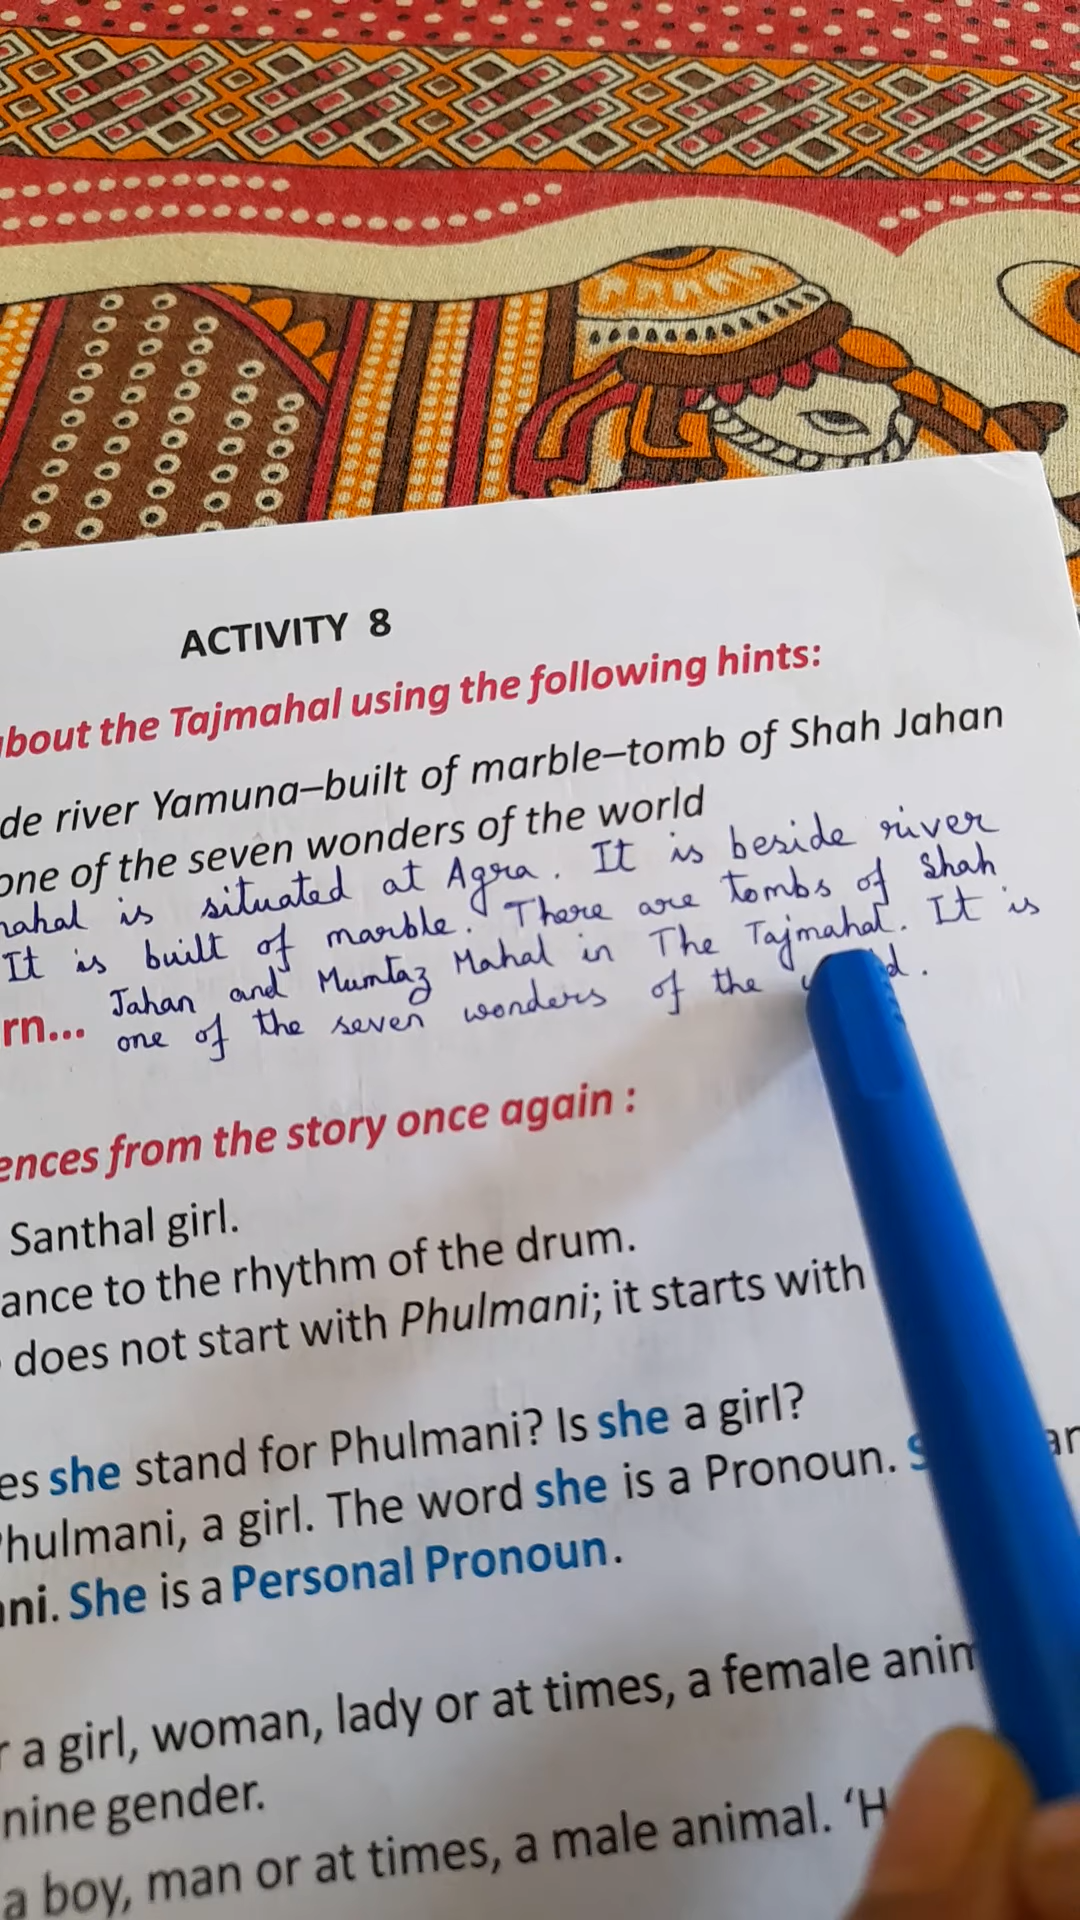 ACTIVITY 8
about the Tajmahal using the following hints:
de river Yamuna–built of marble–tomb of Shah Jahan
one of the seven wonders of the world
mahal is situated at Agra. It is beside river
It is built of marble. There are tombs of Shah
Jahan and Mumtaz Mahal in The Tajmahal. It is
rn...
one of the seven wonders of the
ences from the story once again :
Santhal girl.
ance to the rhythm of the drum.
does not start with Phulmani; it starts with
es she stand for Phulmani? Is she a girl?
Phulmani, a girl. The word she is a Pronoun.
ani. She is a Personal Pronoun.
r a girl, woman, lady or at times, a female anim
nine gender.
a boy, man or at times, a male animal. ‘H